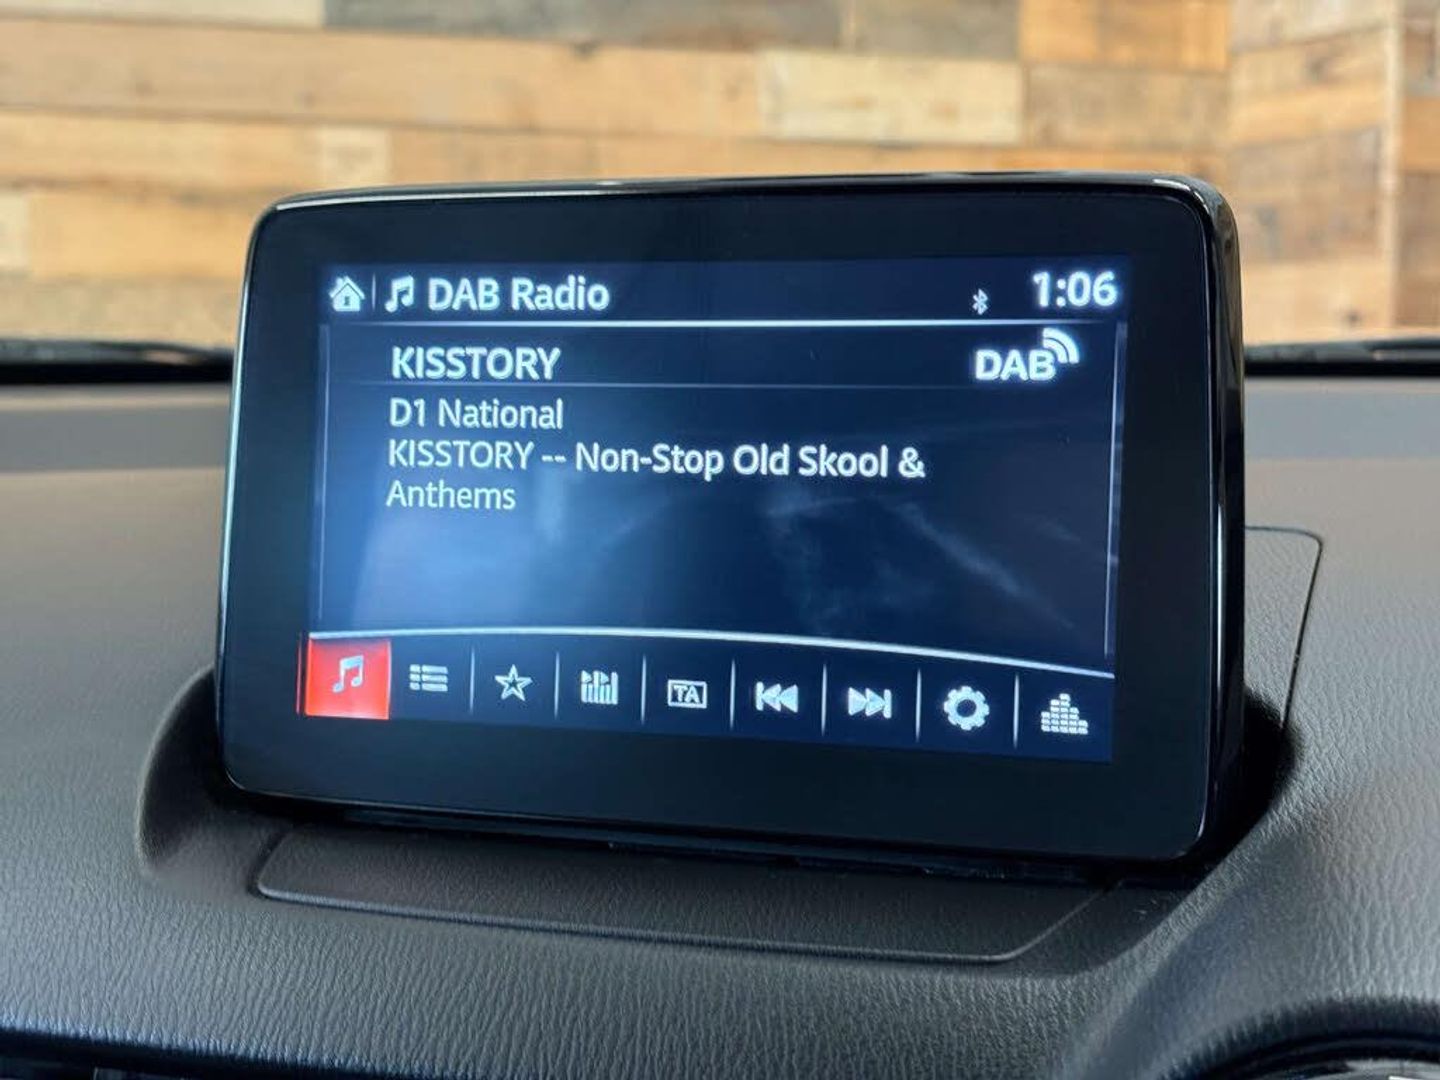 DAB Radio 1:06
KISSTORY DAB
D1 National
KISSTORY -- Non-Stop Old Skool &
Anthems
TA